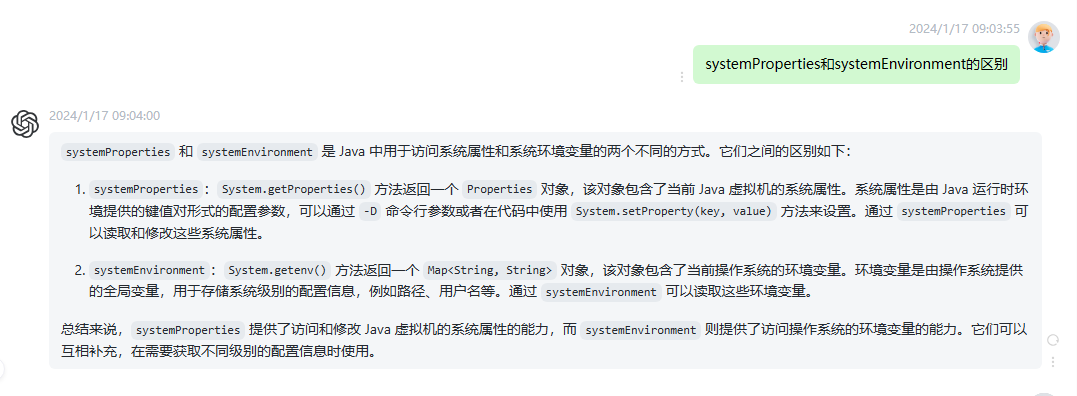 2024/1/17 09:03:55
systemProperties和systemEnvironment的区别
2024/1/17 09:04:00
systemProperties 和 systemEnvironment 是 Java 中用于访问系统属性和系统环境变量的两个不同的方式。它们之间的区别如下：
1. systemProperties： System.getProperties() 方法返回一个 Properties 对象，该对象包含了当前 Java 虚拟机的系统属性。系统属性是由 Java 运行时环
境提供的键值对形式的配置参数，可以通过 -D 命令行参数或者在代码中使用 System.setProperty(key, value) 方法来设置。通过 systemProperties 可
以读取和修改这些系统属性。
2. systemEnvironment： System.getenv() 方法返回一个 Map<String, String> 对象，该对象包含了当前操作系统的环境变量。环境变量是由操作系统提供
的全局变量，用于存储系统级别的配置信息，例如路径、用户名等。通过 systemEnvironment 可以读取这些环境变量。
总结来说， systemProperties 提供了访问和修改 Java 虚拟机的系统属性的能力，而 systemEnvironment 则提供了访问操作系统的环境变量的能力。它们可以
互相补充，在需要获取不同级别的配置信息时使用。